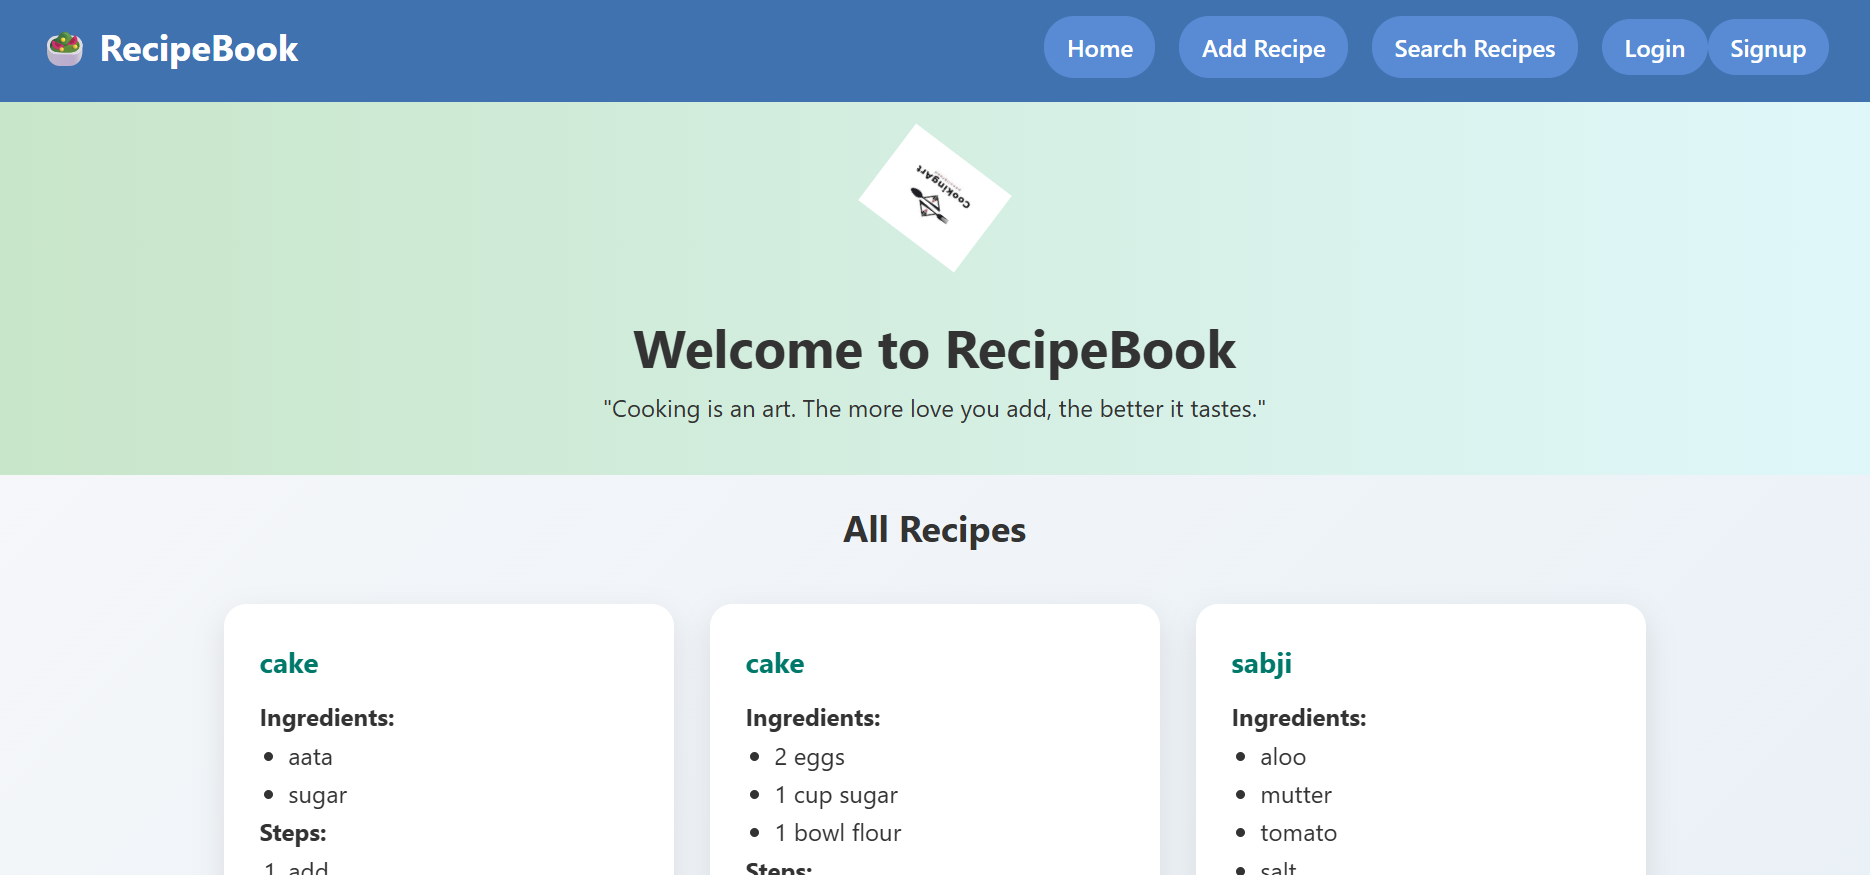 RecipeBook
Home Add Recipe Search Recipes Login Signup
CookingArt
Welcome to RecipeBook
"Cooking is an art. The more love you add, the better it tastes."
All Recipes
cake
Ingredients:
aata
sugar
Steps:
1. add
cake
Ingredients:
2 eggs
1 cup sugar
1 bowl flour
Steps:
sabji
Ingredients:
aloo
mutter
tomato
salt